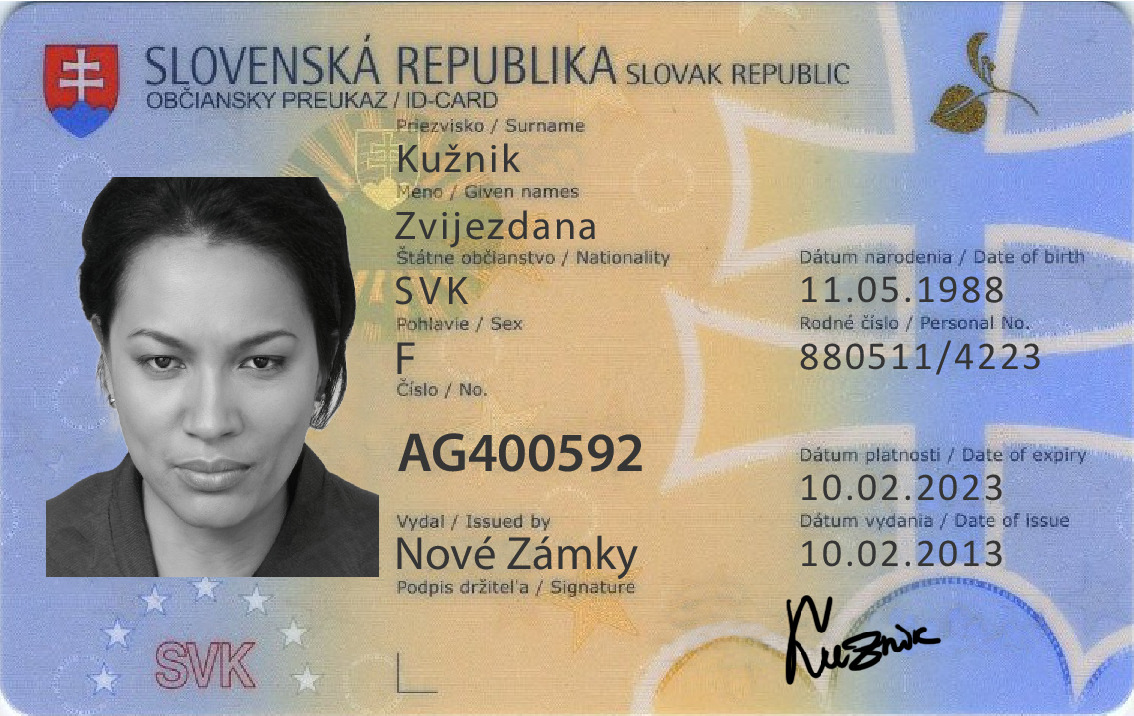 SLOVENSKÁ REPUBLIKA SLOVAK REPUBLIC
OBČIANSKY PREUKAZ / ID-CARD
Priezvisko / Surname
Kužnik
Meno / Given names
Zvijezdana
Štátne občianstvo / Nationality
SVK
Pohlavie / Sex
F
Číslo / No.
AG400592
Dátum narodenia / Date of birth
11.05.1988
Rodné číslo / Personal No.
880511/4223
Dátum platnosti / Date of expiry
10.02.2023
Dátum vydania / Date of issue
10.02.2013
Vydal / Issued by
Nové Zámky
Podpis držiteľa / Signature
Kuznik
SVK